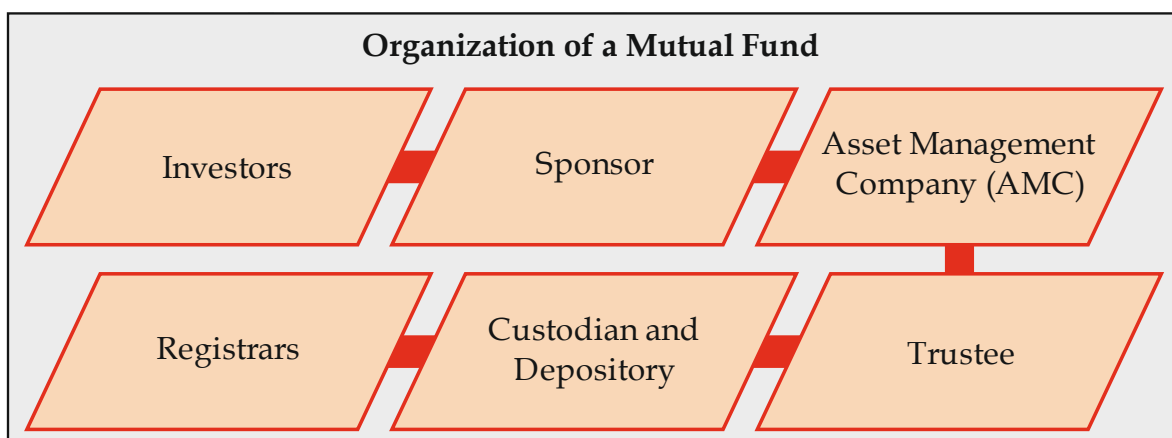 Organization of a Mutual Fund
Investors
Sponsor
Asset Management
Company (AMC)
Registrars
Custodian and
Depository
Trustee